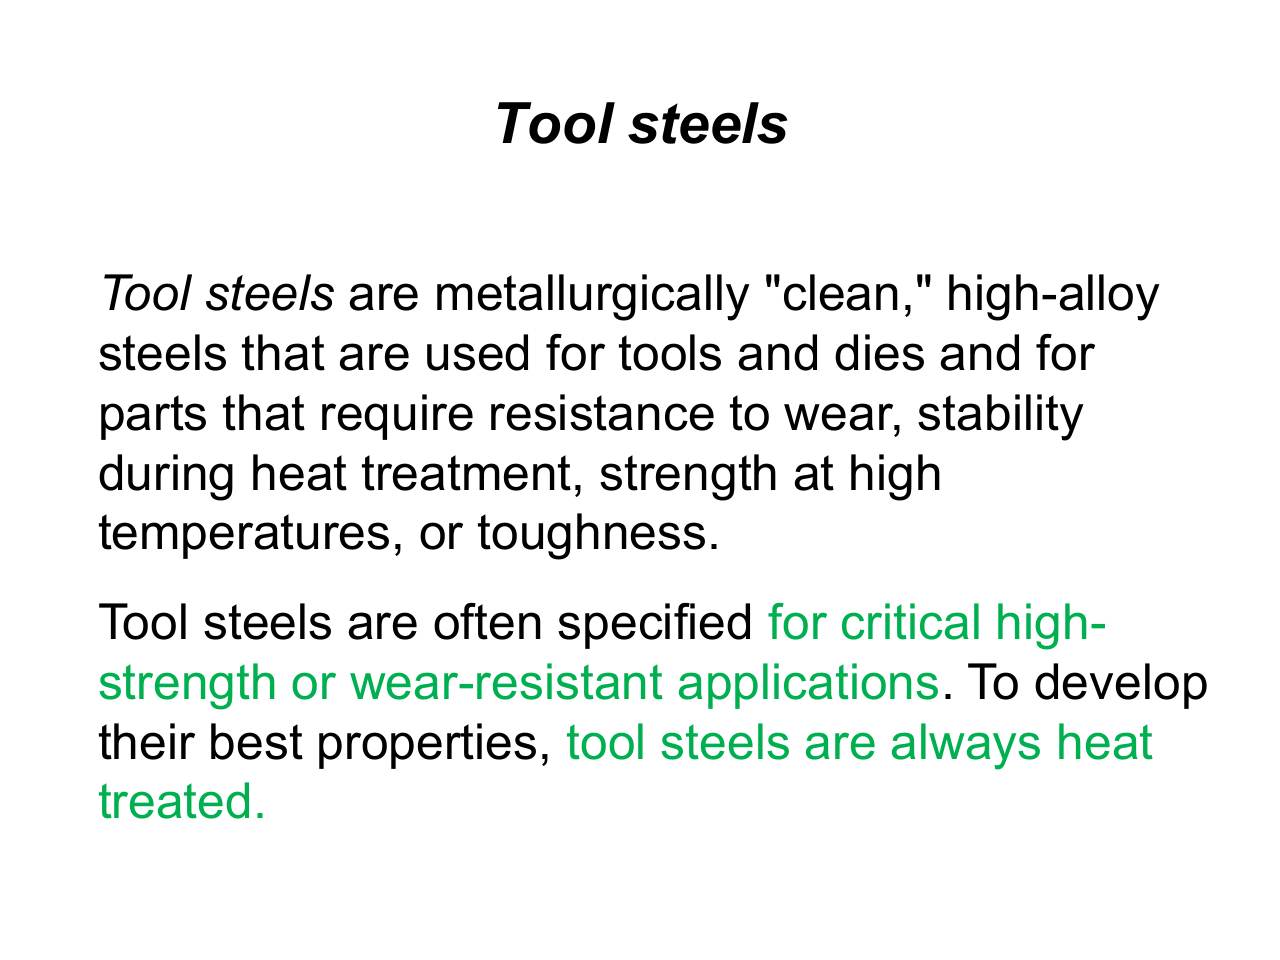 Tool steels
Tool steels are metallurgically "clean," high-alloy
steels that are used for tools and dies and for
parts that require resistance to wear, stability
during heat treatment, strength at high
temperatures, or toughness.
Tool steels are often specified for critical high-
strength or wear-resistant applications. To develop
their best properties, tool steels are always heat
treated.